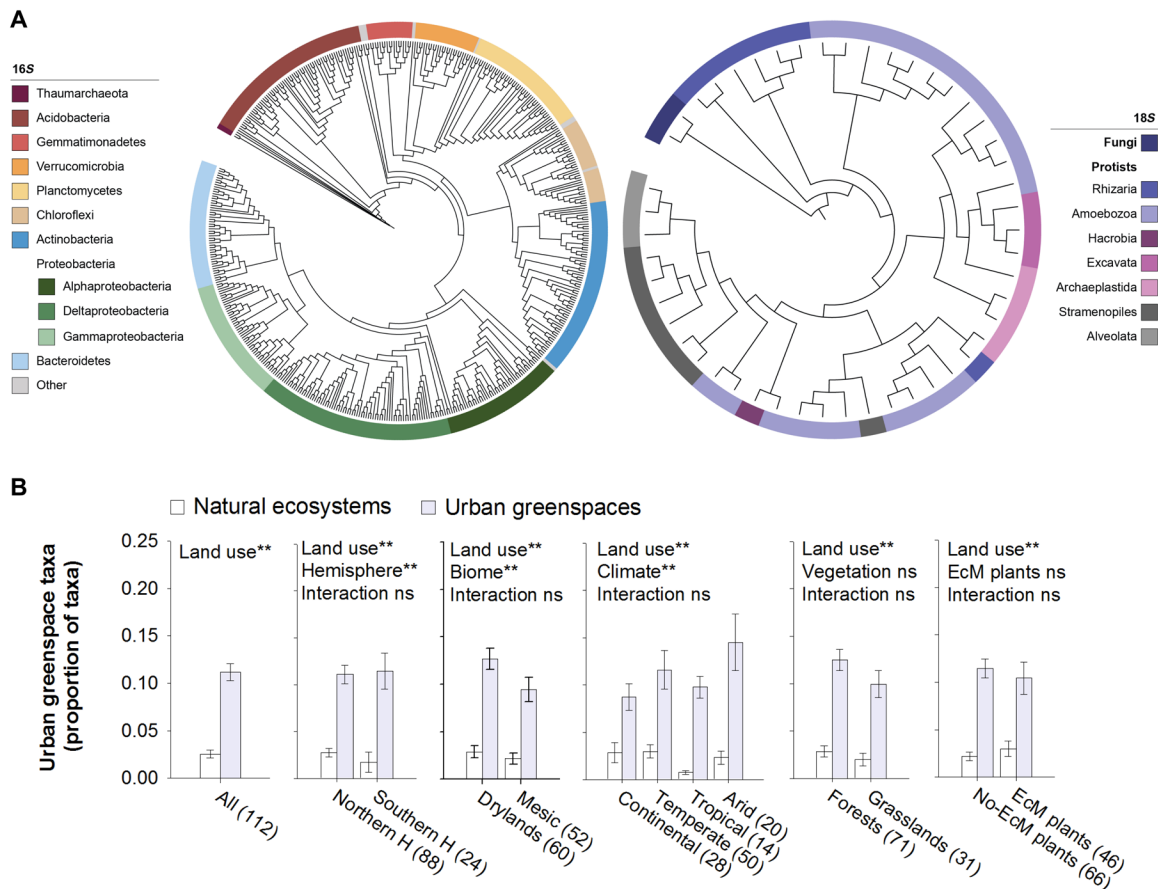 A
16S
Thaumarchaeota
Acidobacteria
Gemmatimonadetes
Verrucomicrobia
Planctomycetes
Chloroflexi
Actinobacteria
Proteobacteria
Alphaproteobacteria
Deltaproteobacteria
Gammaproteobacteria
Bacteroidetes
Other
18S
Fungi
Protists
Rhizaria
Amoebozoa
Hacrobia
Excavata
Archaeplastida
Stramenopiles
Alveolata
B
Natural ecosystems
Urban greenspaces
Urban greenspace taxa
(proportion of taxa)
0.25
0.20
0.15
0.10
0.05
0.00
Land use**
All (112)
Land use**
Hemisphere**
Interaction ns
Northern H (88)
Southern H (24)
Land use**
Biome**
Interaction ns
Drylands (60)
Mesic (52)
Land use**
Climate**
Interaction ns
Continental (28)
Temperate (50)
Tropical (14)
Arid (20)
Land use**
Vegetation ns
Interaction ns
Forests (71)
Grasslands (31)
Land use**
EcM plants ns
Interaction ns
No-EcM plants (66)
EcM plants (46)